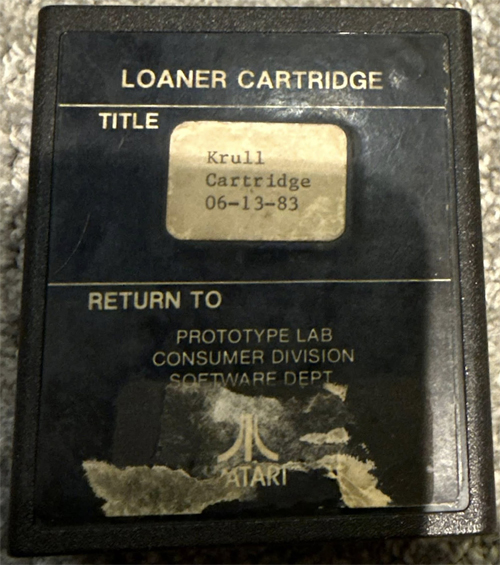 LOANER CARTRIDGE
TITLE
Krull
Cartridge
06-13-83
RETURN TO
PROTOTYPE LAB
CONSUMER DIVISION
SOFTWARE DEPT.
ATARI